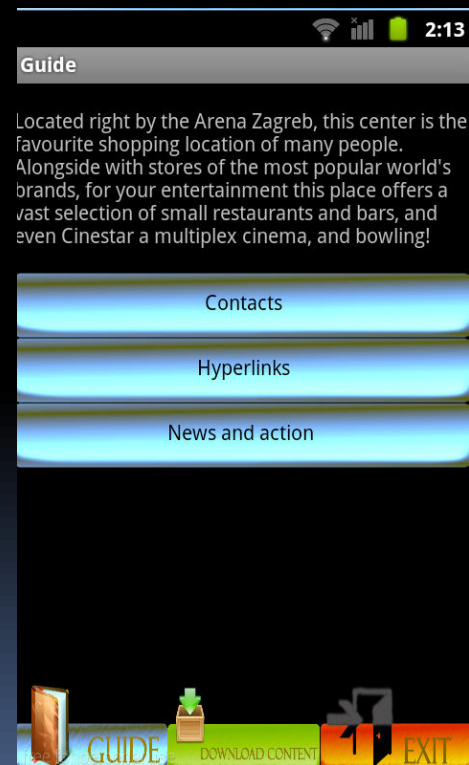 2:13
Guide
Located right by the Arena Zagreb, this center is the
favourite shopping location of many people.
Alongside with stores of the most popular world's
brands, for your entertainment this place offers a
vast selection of small restaurants and bars, and
even Cinestar a multiplex cinema, and bowling!
Contacts
Hyperlinks
News and action
GUIDE
DOWNLOAD CONTENT
EXIT